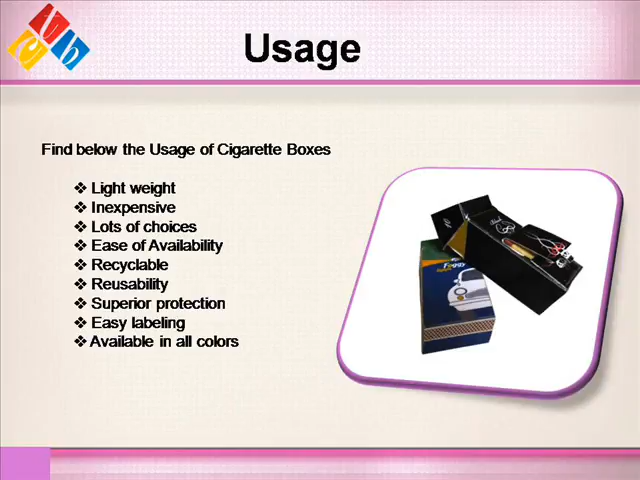 Usage
Find below the Usage of Cigarette Boxes
❖ Light weight
❖ Inexpensive
❖ Lots of choices
❖ Ease of Availability
❖ Recyclable
❖ Reusability
❖ Superior protection
❖ Easy labeling
❖ Available in all colors